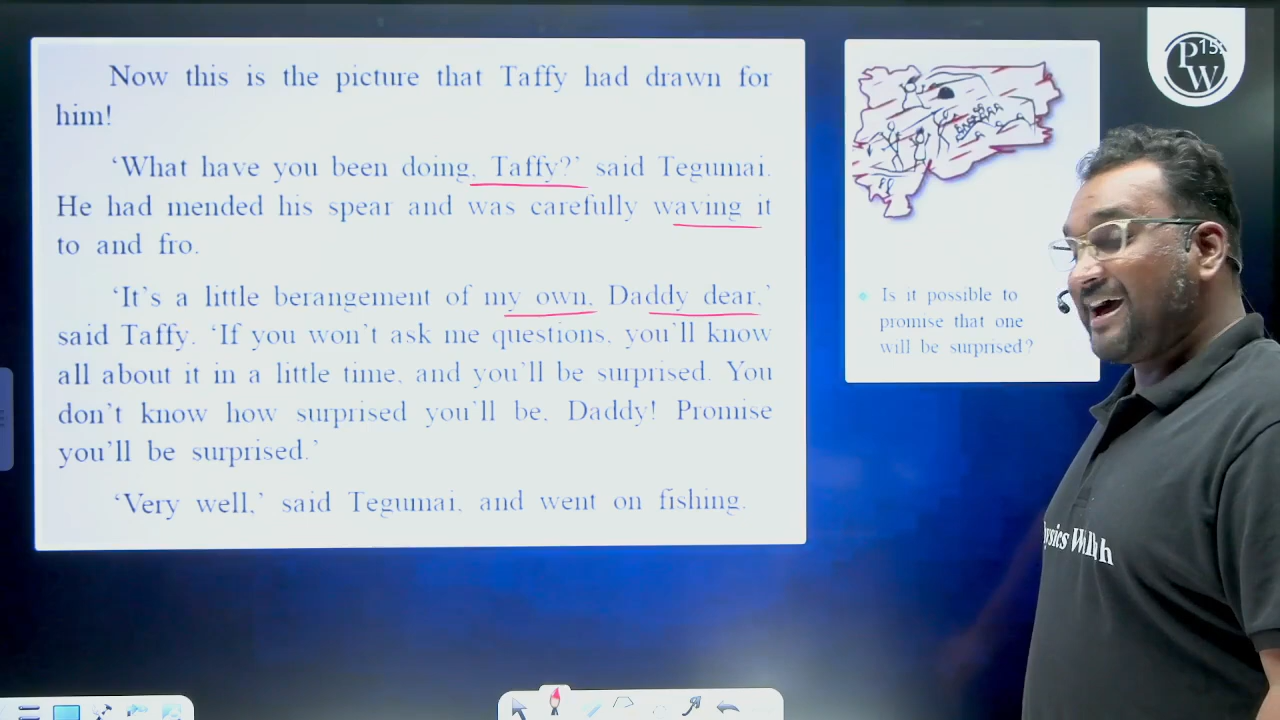 Now this is the picture that Taffy had drawn for
him!
‘What have you been doing, Taffy?’ said Tegumai.
He had mended his spear and was carefully waving it
to and fro.
‘It’s a little berangement of my own, Daddy dear,’
said Taffy. ‘If you won’t ask me questions, you’ll know
all about it in a little time, and you’ll be surprised. You
don’t know how surprised you’ll be, Daddy! Promise
you’ll be surprised.’
‘Very well,’ said Tegumai, and went on fishing.
Is it possible to
promise that one
will be surprised?
P
W